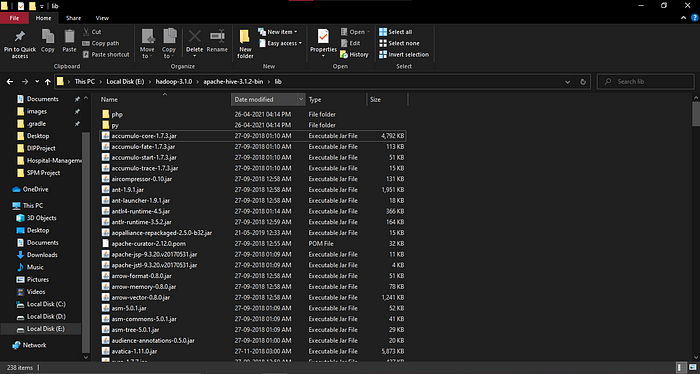 lib
File
Home
Share
View
Pin to Quick access
Copy
Paste
Cut
Copy path
Paste shortcut
Clipboard
Move to
Copy to
Delete
Rename
Organize
New folder
New item
Easy access
New
Properties
Open
Edit
History
Open
Select all
Select none
Invert selection
Select
This PC > Local Disk (E:) > hadoop-3.1.0 > apache-hive-3.1.2-bin > lib
Search lib
Documents
images
.gradle
Desktop
DIPProject
Hospital-Manageme
SPM Project
OneDrive
This PC
3D Objects
Desktop
Documents
Downloads
Music
Pictures
Videos
Local Disk (C:)
Local Disk (D:)
Local Disk (E:)
Network
Name Date modified Type Size
php 26-04-2021 04:14 PM File folder
py 26-04-2021 04:14 PM File folder
accumulo-core-1.7.3.jar 27-09-2018 01:10 AM Executable Jar File 4,792 KB
accumulo-fate-1.7.3.jar 27-09-2018 01:10 AM Executable Jar File 113 KB
accumulo-start-1.7.3.jar 27-09-2018 01:10 AM Executable Jar File 51 KB
accumulo-trace-1.7.3.jar 27-09-2018 01:10 AM Executable Jar File 15 KB
aircompressor-0.10.jar 27-09-2018 12:58 AM Executable Jar File 131 KB
ant-1.9.1.jar 27-09-2018 12:58 AM Executable Jar File 1,951 KB
ant-launcher-1.9.1.jar 27-09-2018 12:58 AM Executable Jar File 18 KB
antlr4-runtime-4.5.jar 27-09-2018 01:14 AM Executable Jar File 366 KB
antlr-runtime-3.5.2.jar 27-09-2018 12:59 AM Executable Jar File 164 KB
aopalliance-repackaged-2.5.0-b32.jar 21-05-2019 12:33 AM Executable Jar File 15 KB
apache-curator-2.12.0.pom 27-09-2018 12:55 AM POM File 32 KB
apache-jsp-9.3.20.v20170531.jar 27-09-2018 01:09 AM Executable Jar File 11 KB
apache-jstl-9.3.20.v20170531.jar 27-09-2018 01:09 AM Executable Jar File 4 KB
arrow-format-0.8.0.jar 27-09-2018 12:58 AM Executable Jar File 51 KB
arrow-memory-0.8.0.jar 27-09-2018 12:58 AM Executable Jar File 78 KB
arrow-vector-0.8.0.jar 27-09-2018 12:58 AM Executable Jar File 1,241 KB
asm-5.0.1.jar 27-09-2018 01:09 AM Executable Jar File 52 KB
asm-commons-5.0.1.jar 27-09-2018 01:09 AM Executable Jar File 41 KB
asm-tree-5.0.1.jar 27-09-2018 01:09 AM Executable Jar File 29 KB
audience-annotations-0.5.0.jar 27-09-2018 01:00 AM Executable Jar File 20 KB
avatica-1.11.0.jar 27-11-2018 03:00 AM Executable Jar File 5,873 KB
238 items